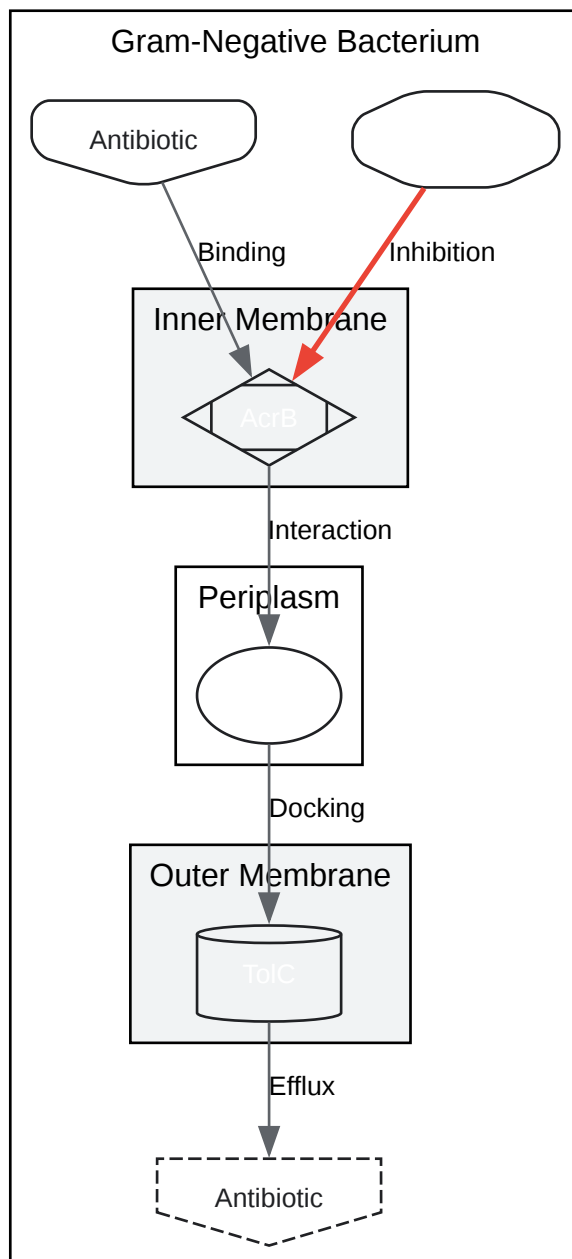 Gram-Negative Bacterium
Antibiotic
Binding
Inhibition
Inner Membrane
AcrB
Interaction
Periplasm
Docking
Outer Membrane
TolC
Efflux
Antibiotic